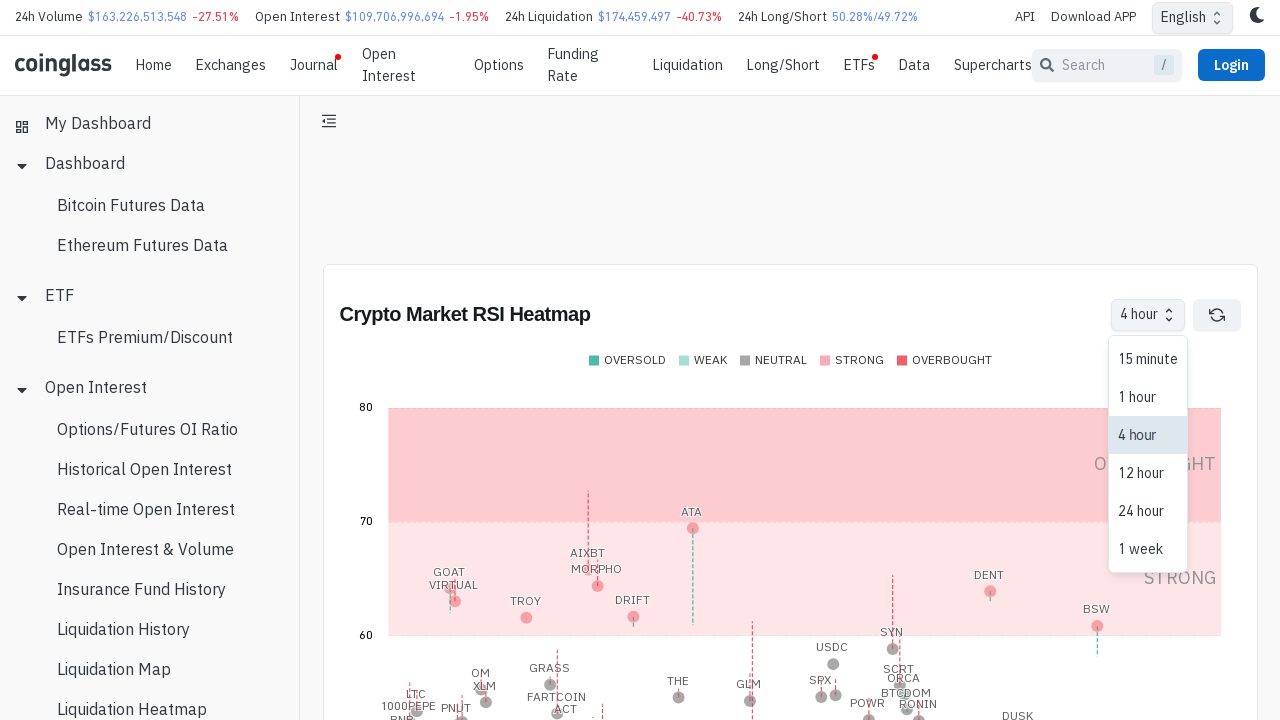 24h Volume $163,226,513,548 -27.51% Open Interest $109,706,996,694 -1.95% 24h Liquidation $174,459,497 -40.73% 24h Long/Short 50.28%/49.72% API Download APP English
coinglass Home Exchanges Journal Open Interest Options Funding Rate Liquidation Long/Short ETFs Data Supercharts Search / Login
My Dashboard
Dashboard
Bitcoin Futures Data
Ethereum Futures Data
ETF
ETFs Premium/Discount
Open Interest
Options/Futures OI Ratio
Historical Open Interest
Real-time Open Interest
Open Interest & Volume
Insurance Fund History
Liquidation History
Liquidation Map
Liquidation Heatmap
Crypto Market RSI Heatmap 4 hour
15 minute
1 hour
4 hour
12 hour
24 hour
1 week
OVERSOLD WEAK NEUTRAL STRONG OVERBOUGHT
80
70
ATA
AIXBT
MORPHO
GOAT
VIRTUAL
DENT
STRONG
TROY
DRIFT
BSW
60
SYN
USDC
GRASS
SCRT
OM
ORCA
THE
SPX
GLM
XLM
LTC
BTCDOM
FARTCOIN
POWR
RONIN
1000PEPE
PNUT
ACT
DUSK
BNB